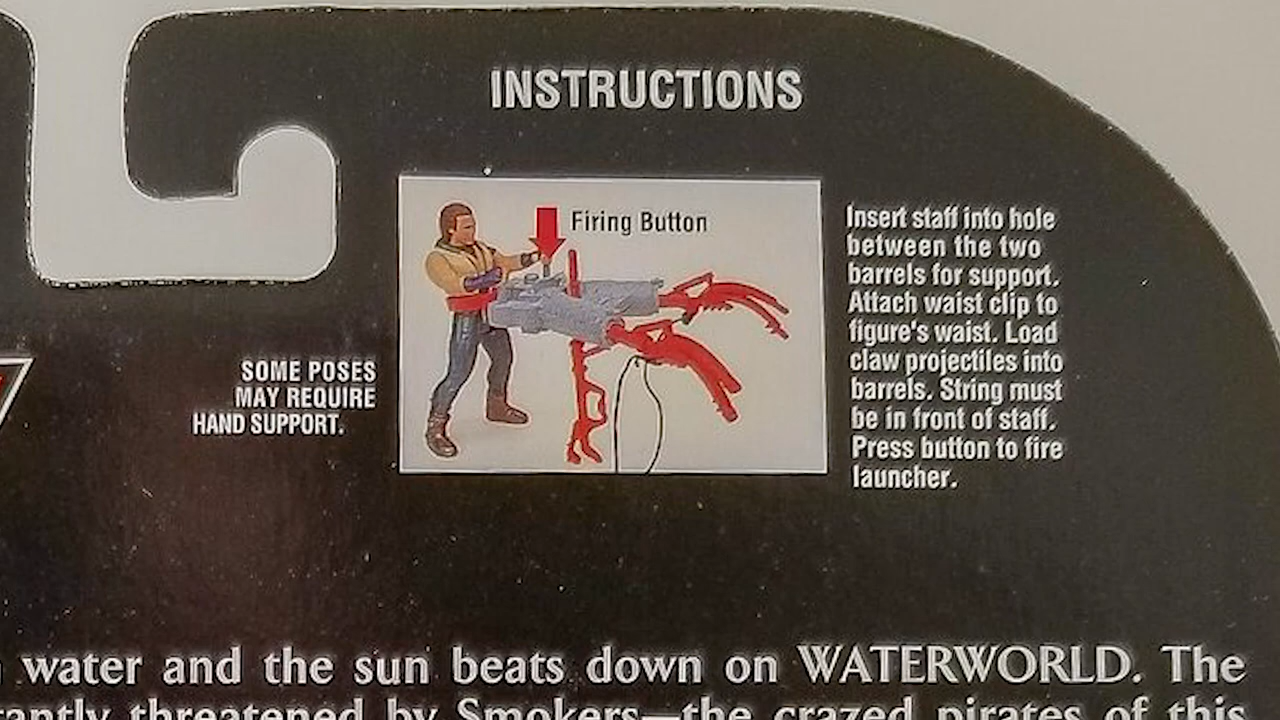 INSTRUCTIONS
Firing Button
Insert staff into hole
between the two
barrels for support.
Attach waist clip to
figure's waist. Load
claw projectiles into
barrels. String must
be in front of staff.
Press button to fire
launcher.
SOME POSES
MAY REQUIRE
HAND SUPPORT.
water and the sun beats down on WATERWORLD. The
threatened by Smokers—the crazed pirates of this